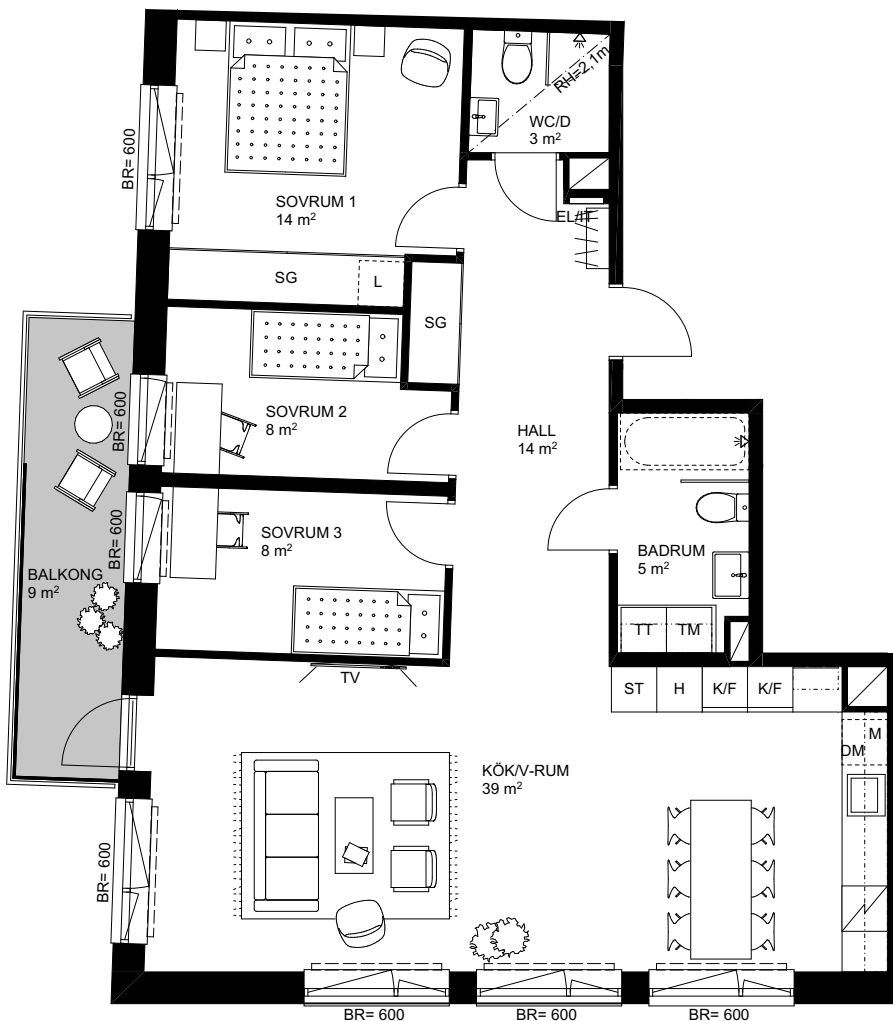 RH=2,1m
WC/D
3 m²
BR= 600
SOVRUM 1
14 m²
EL/IT
SG
L
SG
BR= 600
SOVRUM 2
8 m²
HALL
14 m²
BR= 600
SOVRUM 3
8 m²
BADRUM
5 m²
BALKONG
9 m²
TT
TM
TV
ST
H
K/F
K/F
M
DM
KÖK/V-RUM
39 m²
BR= 600
BR= 600
BR= 600
BR= 600